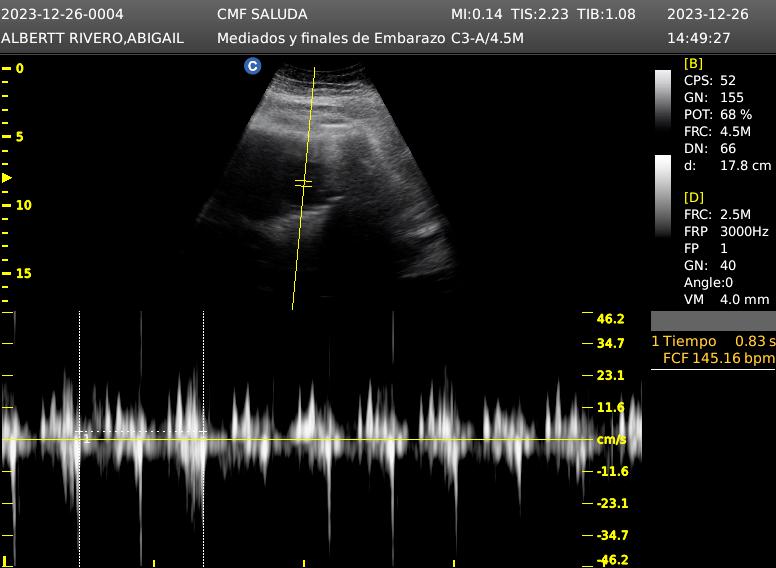 2023-12-26-0004 CMF SALUDA MI:0.14 TIS:2.23 TIB:1.08 2023-12-26
ALBERTT RIVERO,ABIGAIL Mediados y finales de Embarazo C3-A/4.5M 14:49:27
C
0
5
10
15
[B]
CPS: 52
GN: 155
POT: 68 %
FRC: 4.5M
DN: 66
d: 17.8 cm
[D]
FRC: 2.5M
FRP 3000Hz
FP 1
GN: 40
Angle:0
VM 4.0 mm
1 Tiempo 0.83 s
FCF 145.16 bpm
46.2
34.7
23.1
11.6
cm/s
-11.6
-23.1
-34.7
-46.2
1